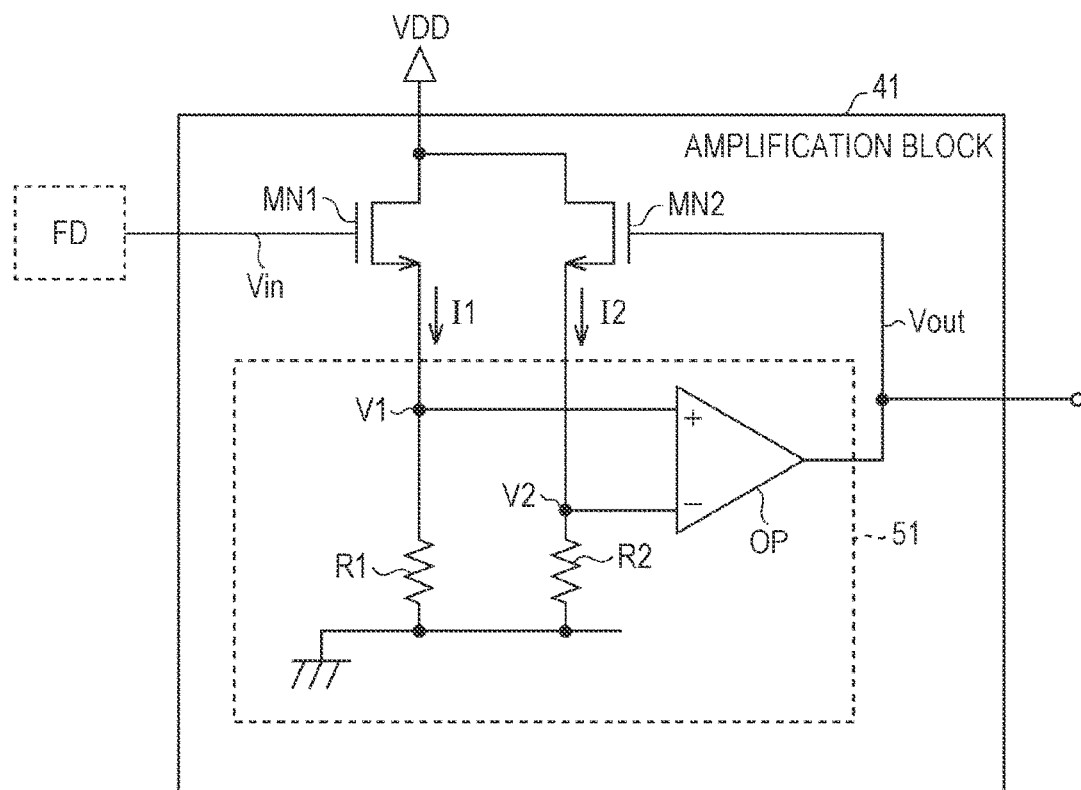 VDD
41
AMPLIFICATION BLOCK
MN1
MN2
FD
Vin
I1
I2
Vout
V1
+
V2
−
OP
51
R1
R2